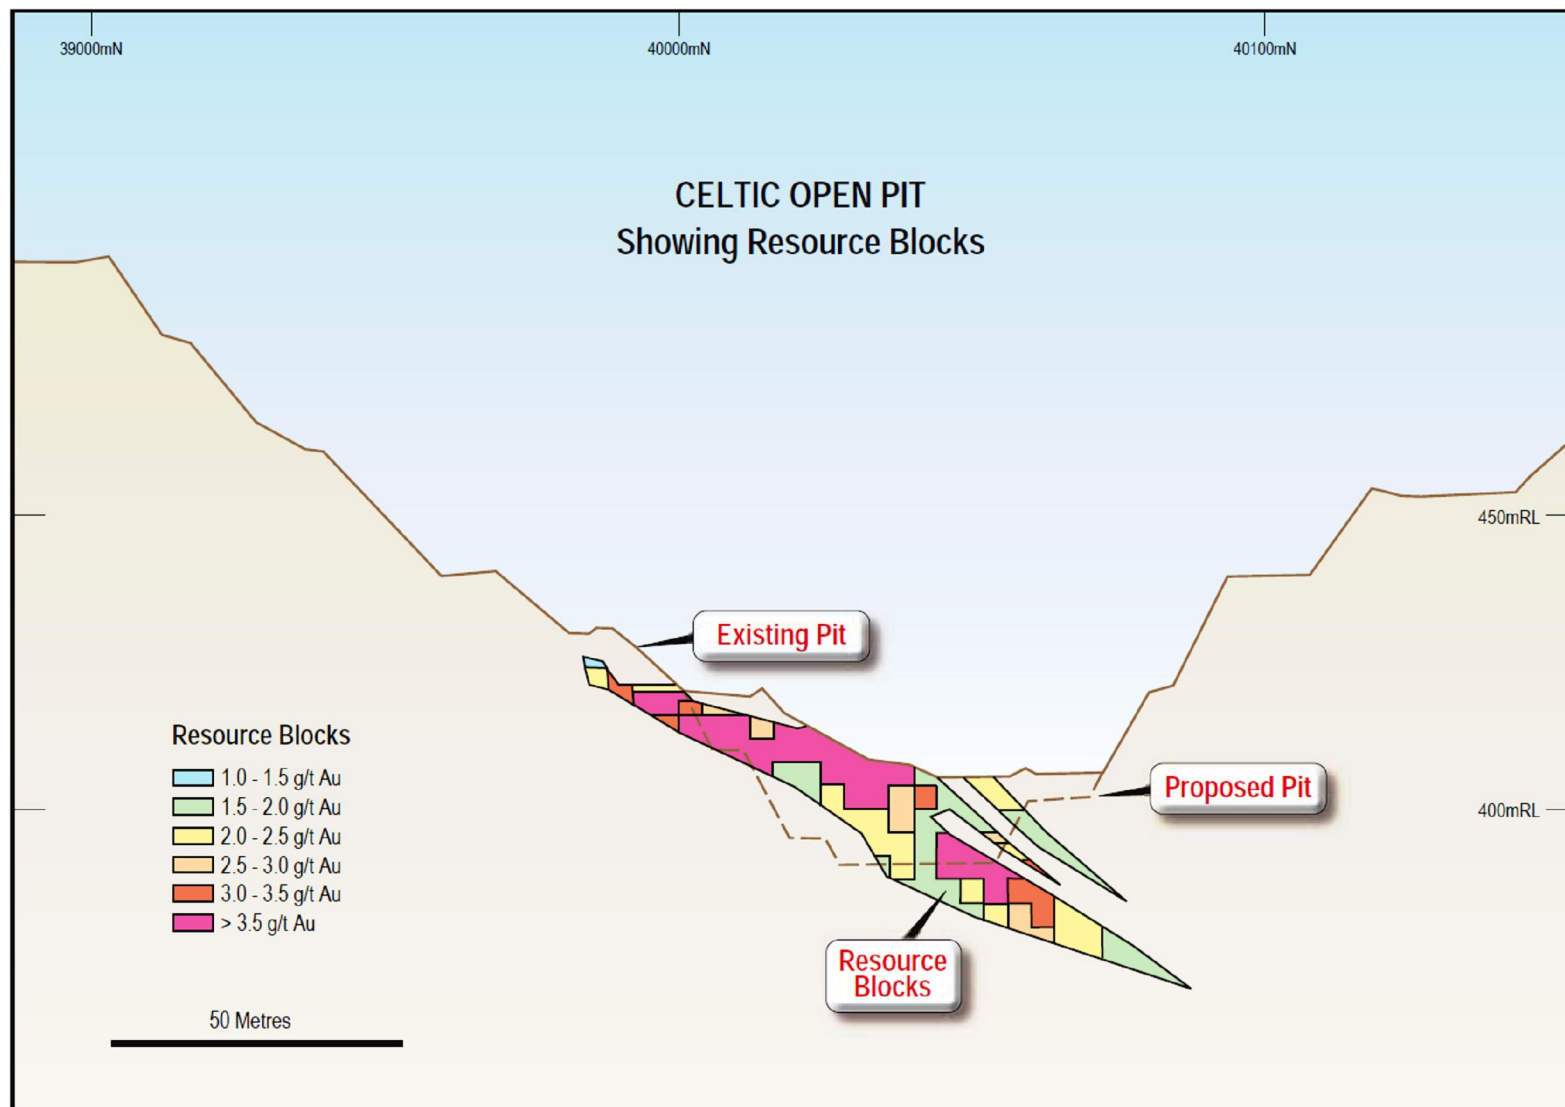 39000mN
40000mN
40100mN
CELTIC OPEN PIT
Showing Resource Blocks
450mRL
Existing Pit
Resource Blocks
1.0 - 1.5 g/t Au
1.5 - 2.0 g/t Au
2.0 - 2.5 g/t Au
2.5 - 3.0 g/t Au
3.0 - 3.5 g/t Au
> 3.5 g/t Au
Proposed Pit
400mRL
Resource
Blocks
50 Metres